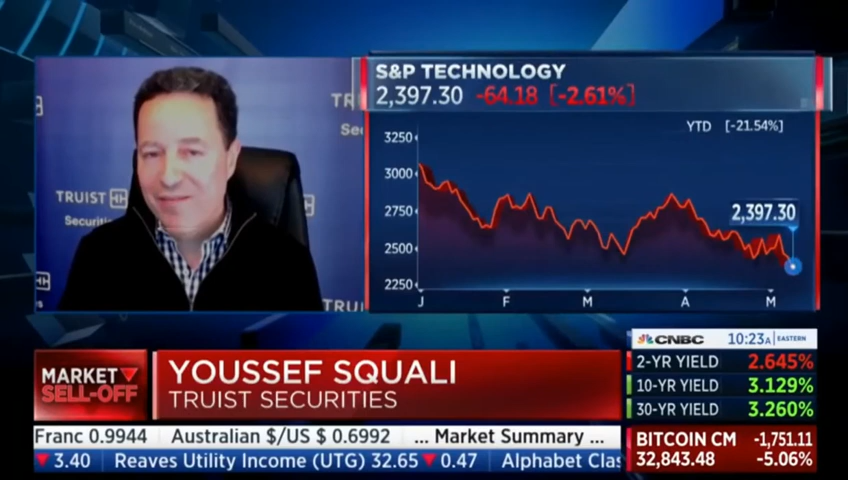 S&P TECHNOLOGY
2,397.30 -64.18 [-2.61%]
YTD [-21.54%]
3250
3000
2750
2500
2250
2,397.30
J F M A M
TRUIST
Securiti
TR
Se
TRU
MARKET
SELL-OFF
YOUSSEF SQUALI
TRUIST SECURITIES
CNBC 10:23A EASTERN
2-YR YIELD 2.645%
10-YR YIELD 3.129%
30-YR YIELD 3.260%
BITCOIN CM -1,751.11
32,843.48 -5.06%
Franc 0.9944 Australian $/US $ 0.6992 ... Market Summary ...
▼3.40 Reaves Utility Income (UTG) 32.65▼0.47 Alphabet Clas